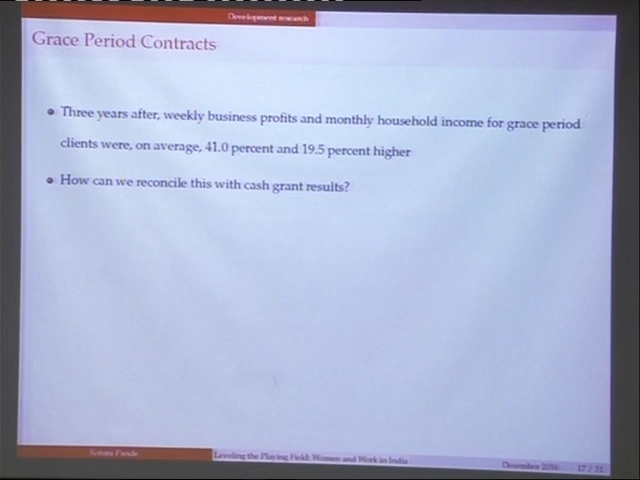 Development research
Grace Period Contracts
Three years after, weekly business profits and monthly household income for grace period
clients were, on average, 41.0 percent and 19.5 percent higher
How can we reconcile this with cash grant results?
Rohini Pande
Leveling the Playing Field: Women and Work in India
December 2016
17 / 31